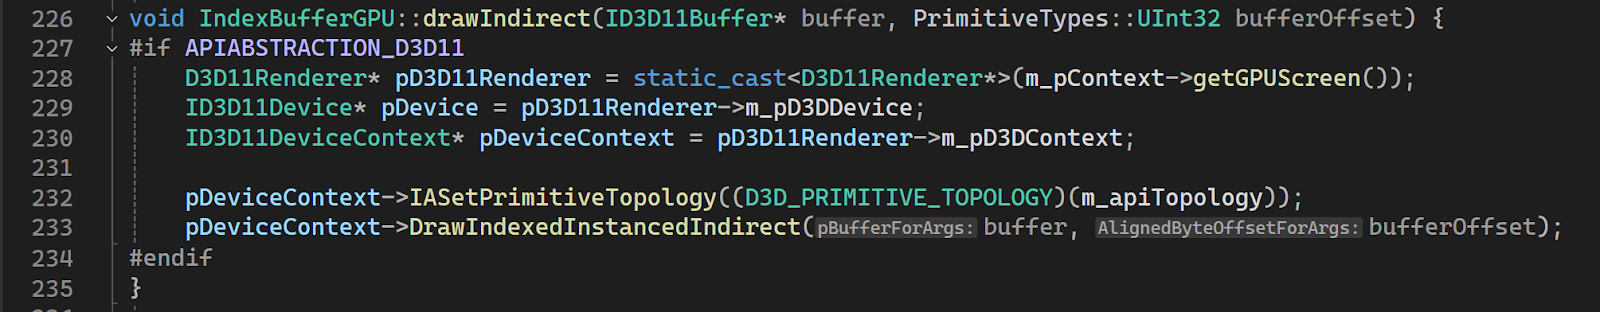 226 void IndexBufferGPU::drawIndirect(ID3D11Buffer* buffer, PrimitiveTypes::UInt32 bufferOffset) {
227 #if APIABSTRACTION_D3D11
228 D3D11Renderer* pD3D11Renderer = static_cast<D3D11Renderer*>(m_pContext->getGPUScreen());
229 ID3D11Device* pDevice = pD3D11Renderer->m_pD3DDevice;
230 ID3D11DeviceContext* pDeviceContext = pD3D11Renderer->m_pD3DContext;
231
232 pDeviceContext->IASetPrimitiveTopology((D3D_PRIMITIVE_TOPOLOGY)(m_apiTopology));
233 pDeviceContext->DrawIndexedInstancedIndirect(pBufferForArgs: buffer, AlignedByteOffsetForArgs: bufferOffset);
234 #endif
235 }